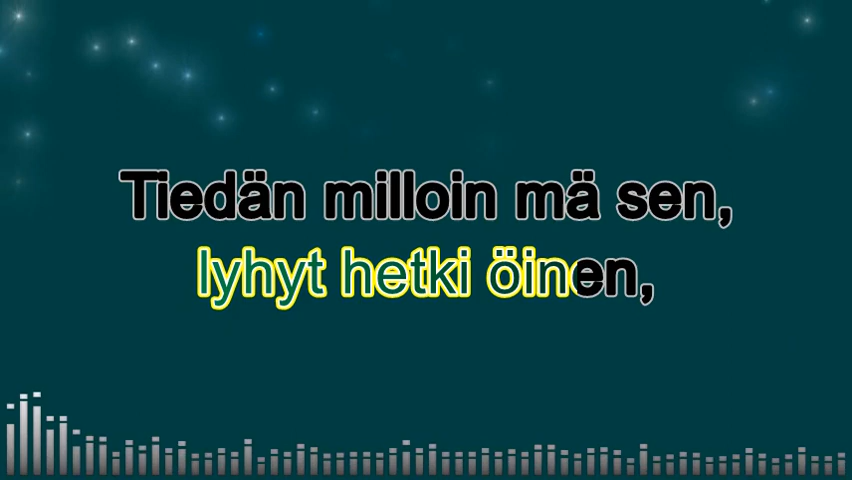 Tiedän milloin mä sen,
lyhyt hetki öinen,